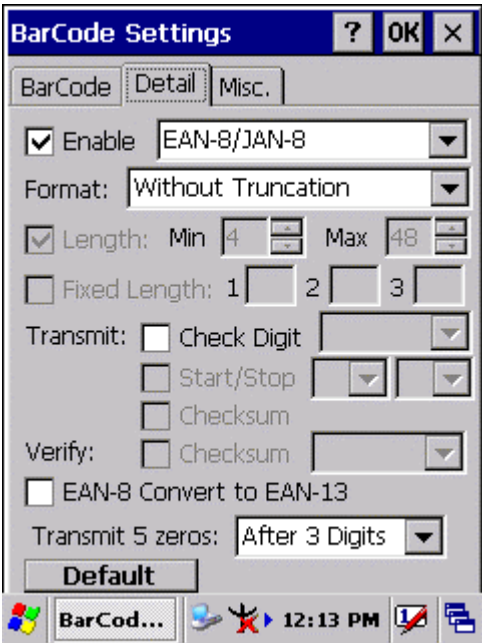 BarCode Settings ? OK ×
BarCode Detail Misc.
Enable EAN-8/JAN-8
Format: Without Truncation
Length: Min 4 Max 48
Fixed Length: 1 2 3
Transmit: Check Digit
Start/Stop
Checksum
Verify: Checksum
EAN-8 Convert to EAN-13
Transmit 5 zeros: After 3 Digits
Default
BarCod... 12:13 PM